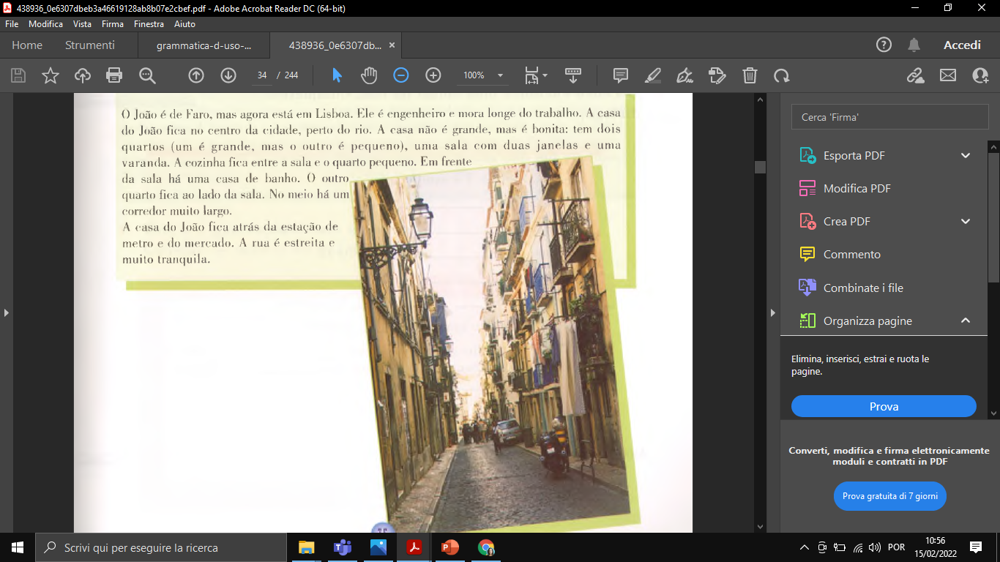 438936_0e6307dbeb3a46619128ab8b07e2cbef.pdf - Adobe Acrobat Reader DC (64-bit)
File Modifica Vista Firma Finestra Aiuto
Home Strumenti grammatica-d-uso-... 438936_0e6307db... × Accedi
34 / 244 100%
O João é de Faro, mas agora está em Lisboa. Ele é engenheiro e mora longe do trabalho. A casa
do João fica no centro da cidade, perto do rio. A casa não é grande, mas é bonita: tem dois
quartos (um é grande, mas o outro é pequeno), uma sala com duas janelas e uma
varanda. A cozinha fica entre a sala e o quarto pequeno. Em frente
da sala há uma casa de banho. O outro
quarto fica ao lado da sala. No meio há um
corredor muito largo.
A casa do João fica atrás da estação de
metro e do mercado. A rua é estreita e
muito tranquila.
Cerca 'Firma'
Esporta PDF
Modifica PDF
Crea PDF
Commento
Combinate i file
Organizza pagine
Elimina, inserisci, estrai e ruota le
pagine.
Prova
Converti, modifica e firma elettronicamente
moduli e contratti in PDF
Prova gratuita di 7 giorni
Scrivi qui per eseguire la ricerca
POR
10:56
15/02/2022